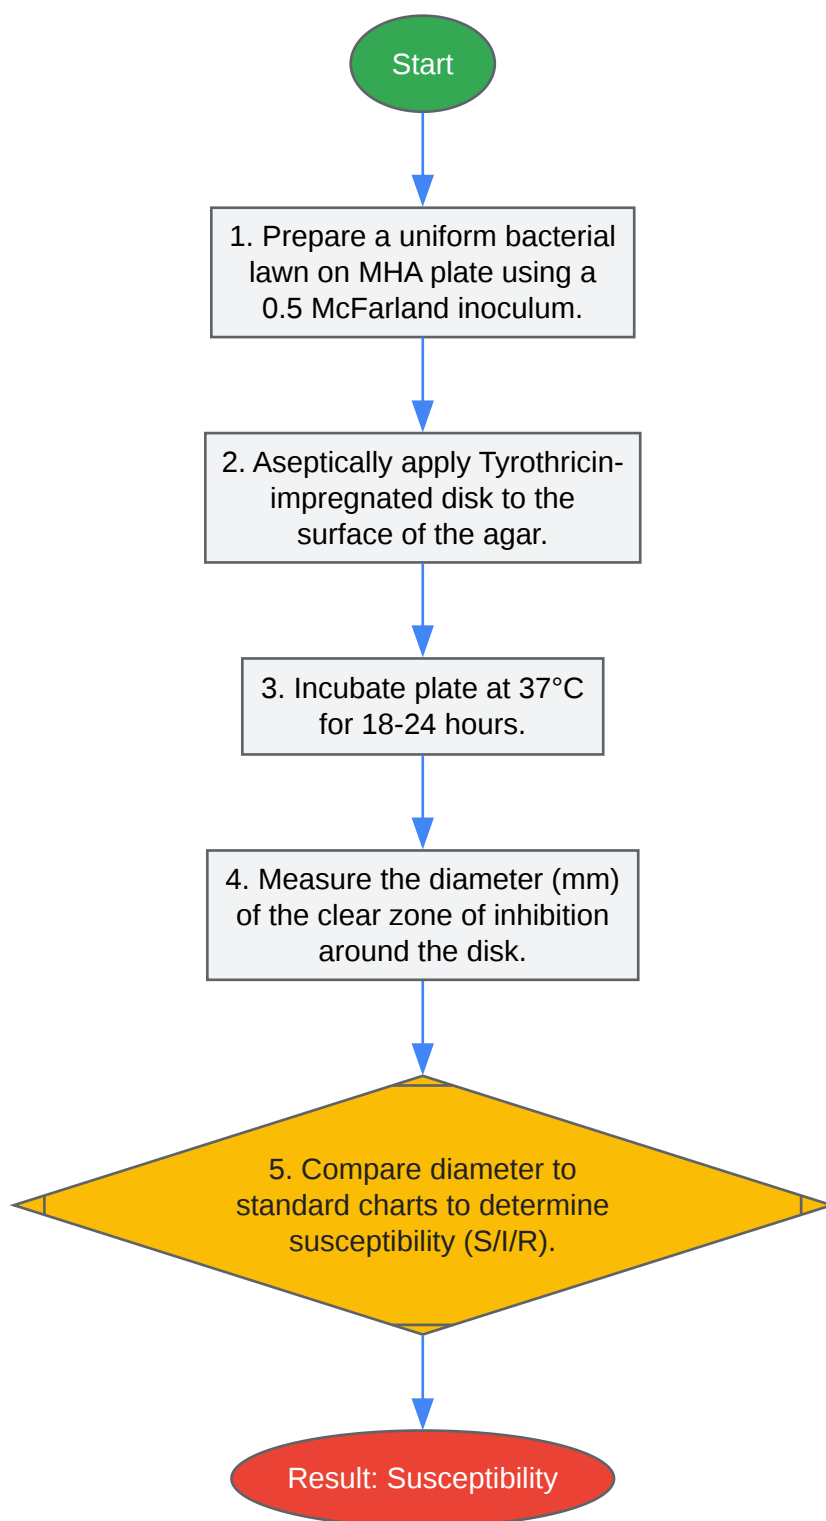 Start
1. Prepare a uniform bacterial
lawn on MHA plate using a
0.5 McFarland inoculum.
2. Aseptically apply Tyrothricin-
impregnated disk to the
surface of the agar.
3. Incubate plate at 37°C
for 18-24 hours.
4. Measure the diameter (mm)
of the clear zone of inhibition
around the disk.
5. Compare diameter to
standard charts to determine
susceptibility (S/I/R).
Result: Susceptibility